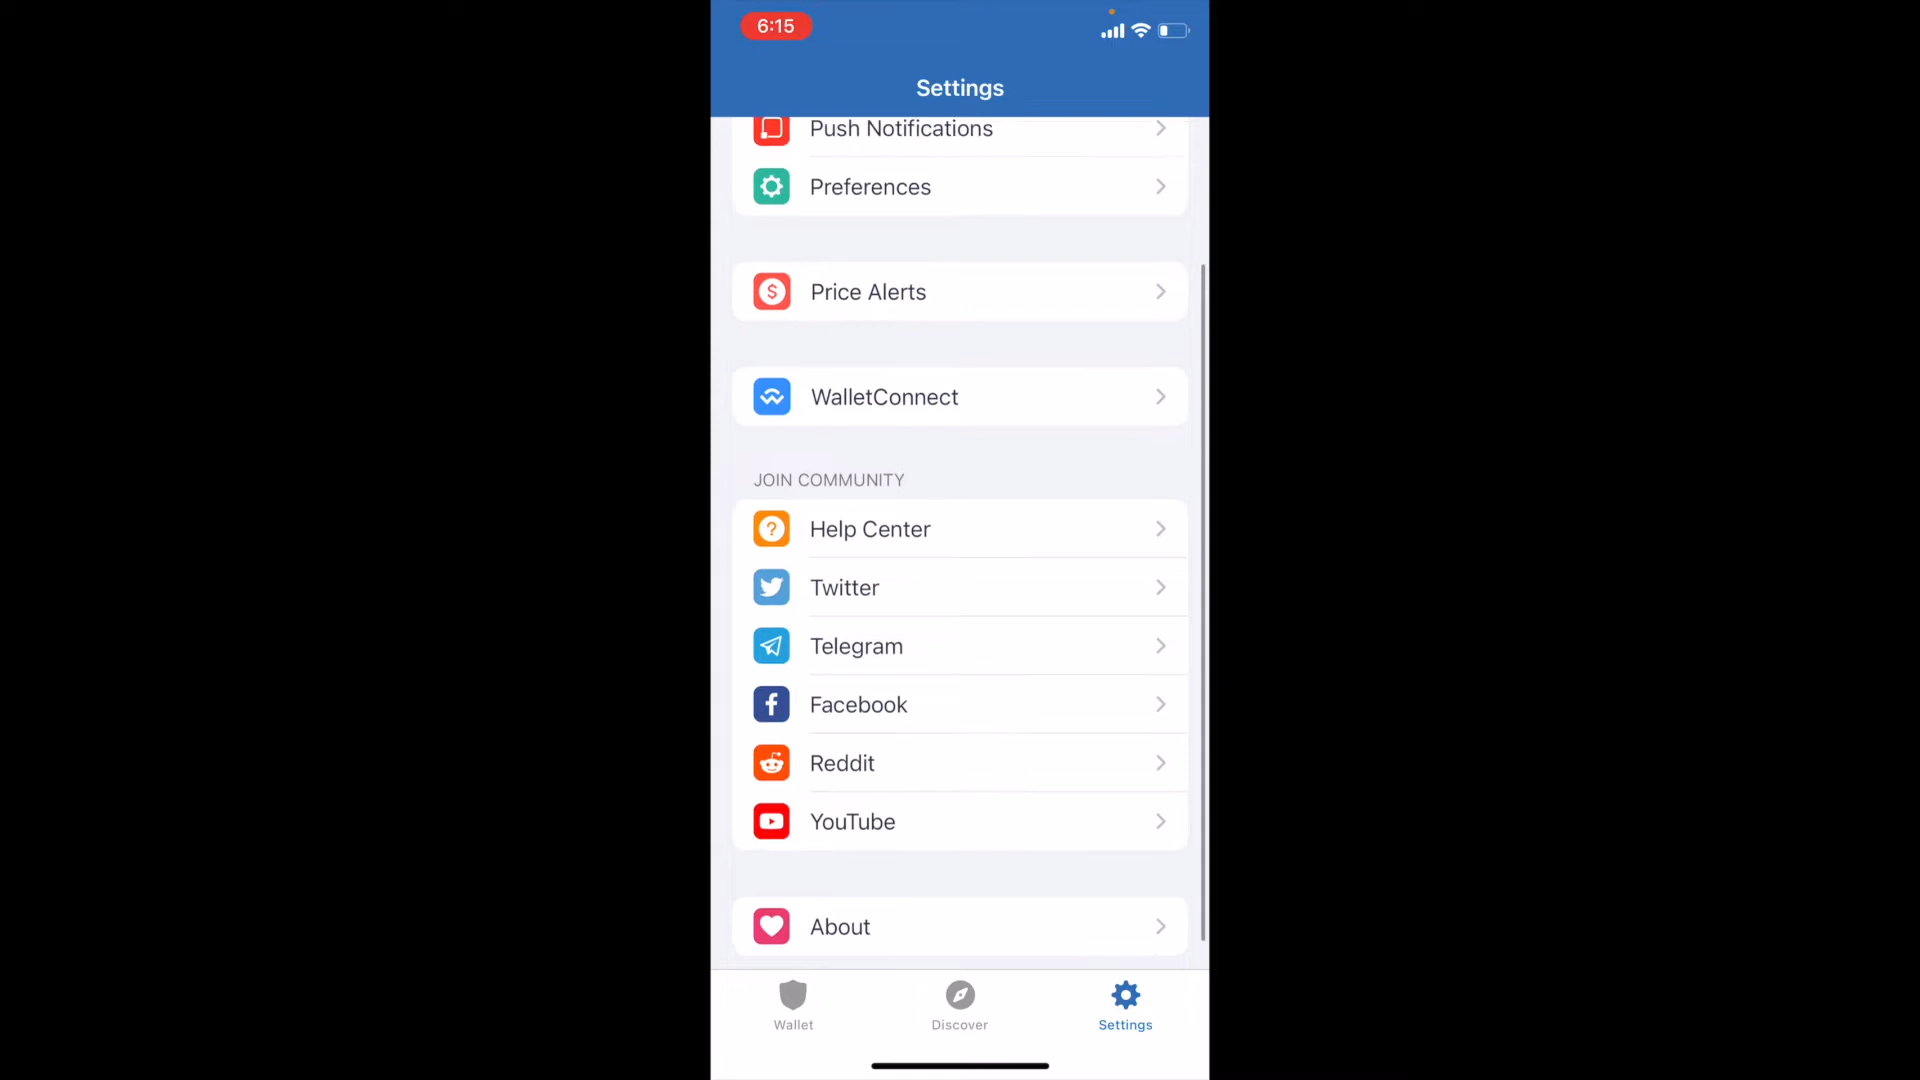 6:15
Settings
Push Notifications
Preferences
Price Alerts
WalletConnect
JOIN COMMUNITY
Help Center
Twitter
Telegram
Facebook
Reddit
YouTube
About
Wallet
Discover
Settings